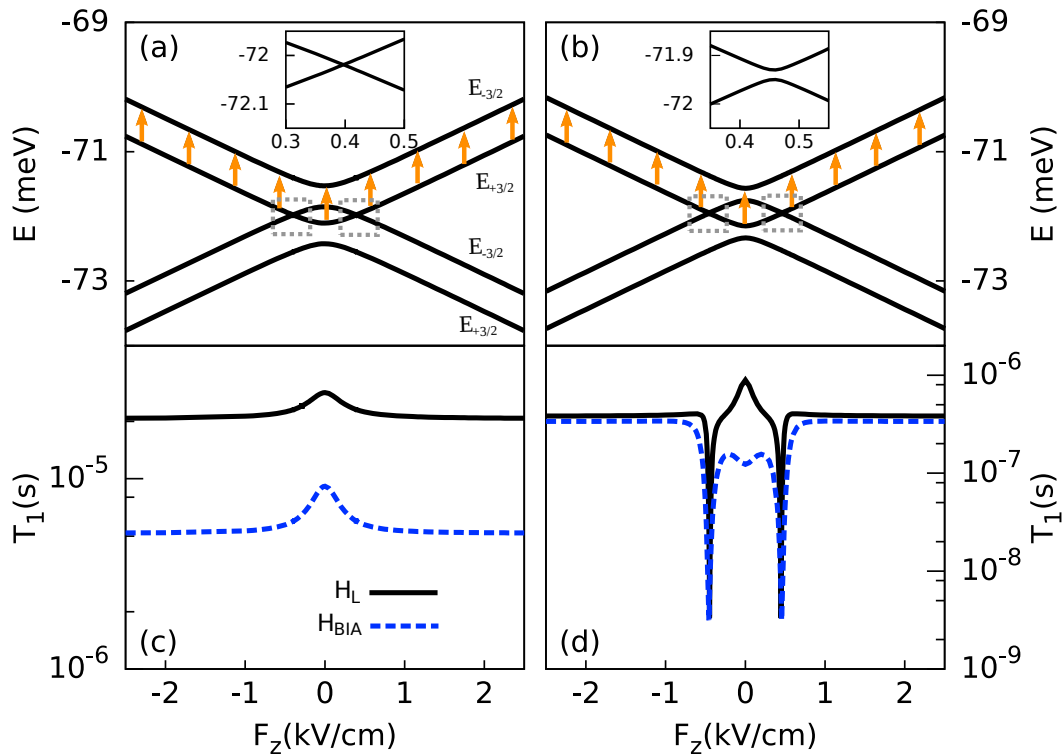 -69
(a)
-72
-72.1
0.3 0.4 0.5
E-3/2
E+3/2
E-3/2
E+3/2
-71
-73
E (meV)
(b)
-71.9
-72
0.4 0.5
-69
-71
-73
E (meV)
10-5
10-6
T1(s)
HL
HBIA
(c)
-2 -1 0 1 2
Fz(kV/cm)
(d)
10-6
10-7
10-8
10-9
T1(s)
-2 -1 0 1 2
Fz(kV/cm)